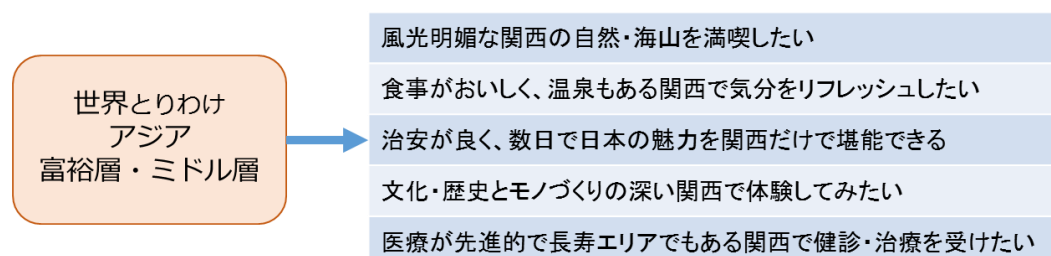 世界とりわけ
アジア
富裕層・ミドル層
風光明媚な関西の自然・海山を満喫したい
食事がおいしく、温泉もある関西で気分をリフレッシュしたい
治安が良く、数日で日本の魅力を関西だけで堪能できる
文化・歴史とモノづくりの深い関西で体験してみたい
医療が先進的で長寿エリアでもある関西で健診・治療を受けたい